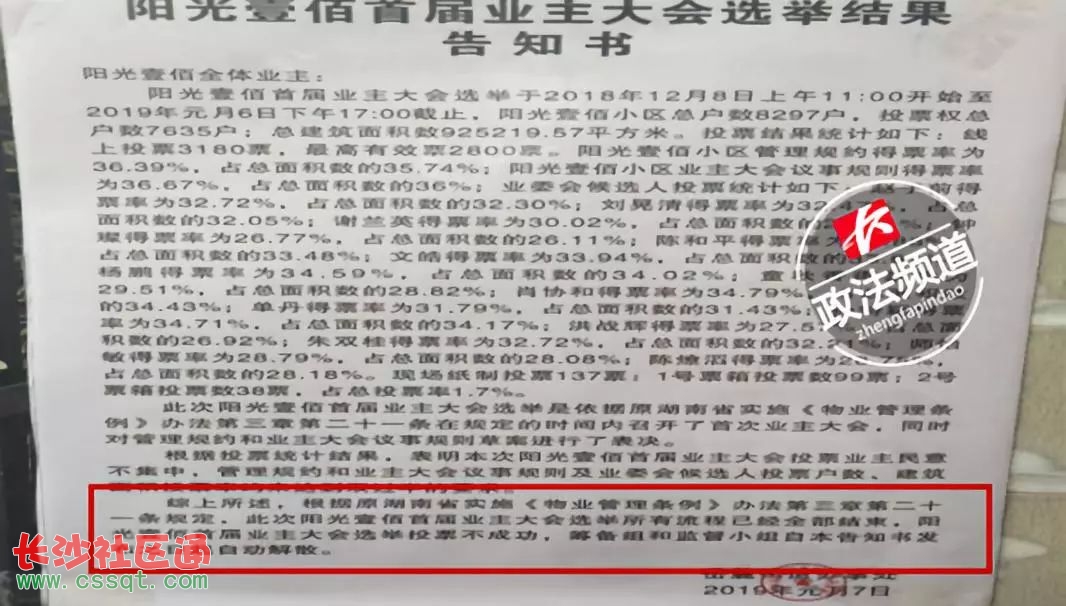 阳光壹佰首届业主大会选举结果
告知书
阳光壹佰全体业主：
阳光壹佰首届业主大会选举于2018年12月8日上午11:00开始至
2019年元月6日下午17:00截止，阳光壹佰小区总户数8297户，投票权总
户数7635户；总建筑面积数925219.57平方米。投票结果统计如下：线
上投票3180票，最高有效票2800票。阳光壹佰小区管理规约得票率为
36.39%，占总面积数的35.74%；阳光壹佰小区业主大会议事规则得票率
为36.67%，占总面积数的36%；业委会候选人投票统计如下：赵 前得
票率为32.72%，占总面积数的32.30%；刘晃清得票率为32. 占总
面积数的32.05%；谢兰英得票率为30.02%，占总面积数的 钟
璨得票率为26.77%，占总面积数的26.11%；陈和平得票率为
占总面积数的33.48%；文皓得票率为33.94%，占总面积数的
杨鹏得票率为34.59%，占总面积数的34.02%；童
29.51%，占总面积数的28.82%；肖协和得票率为34.79%
的34.43%；单丹得票率为31.79%，占总面积数的31.43%；
率为34.71%，占总面积数的34.17%；洪战辉得票率为27.5 总面
积数的26.92%；朱双桂得票率为32.72%，占总面积数的32.21%；师
敏得票率为28.79%，占总面积数的28.08%；陈 滔得票率为28.75%
占总面积的28.18%。现场纸制投票137票；1号票箱投票数99票；2号
票箱投票数38票，占总投票率1.7%。
此次阳光壹佰首届业主大会选举是依据原湖南省实施《物业管理条
例》办法第三章第二十一条在规定的时间内召开了首次业主大会，同时
对管理规约和业主大会议事规则草案进行了表决。
根据投票统计结果，表明本次阳光壹佰首届业主大会投票业主民意
不集中，管理规约和业主大会议事规则及业委会候选人投票户数、建筑
综上所述，根据原湖南省实施《物业管理条例》办法第三章第二十
一条规定，此次阳光壹佰首届业主大会选举所有流程已经全部结束，阳
光壹佰首届业主大会选举投票不成功，筹备组和监督小组自本告知书发
自动解散。
2019年元月7日
政法频道
zhengfapindao
长沙社区通
www.cssqt.com